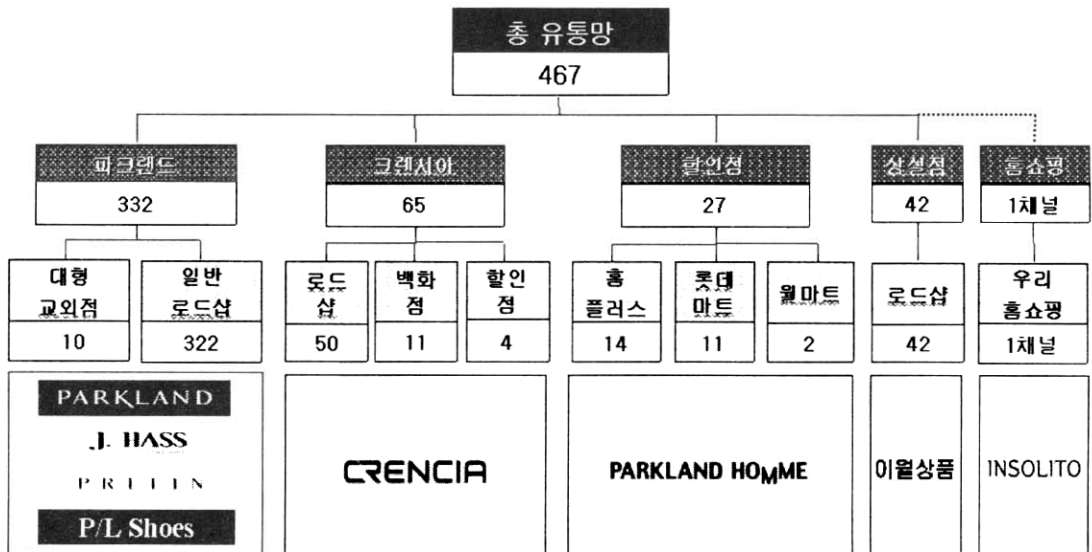 총 유통망
467
파크랜드
332
크렌시아
65
할인점
27
상설점
42
홈쇼핑
1채널
대형
교외점
10
일반
로드샵
322
로드
샵
50
백화
점
11
할인
점
4
홈
플러스
14
롯데
마트
11
월마트
2
로드샵
42
우리
홈쇼핑
1채널
PARKLAND
J. HASS
PRELIN
P/L Shoes
CRENCIA
PARKLAND HOMME
이월상품
INSOLITO